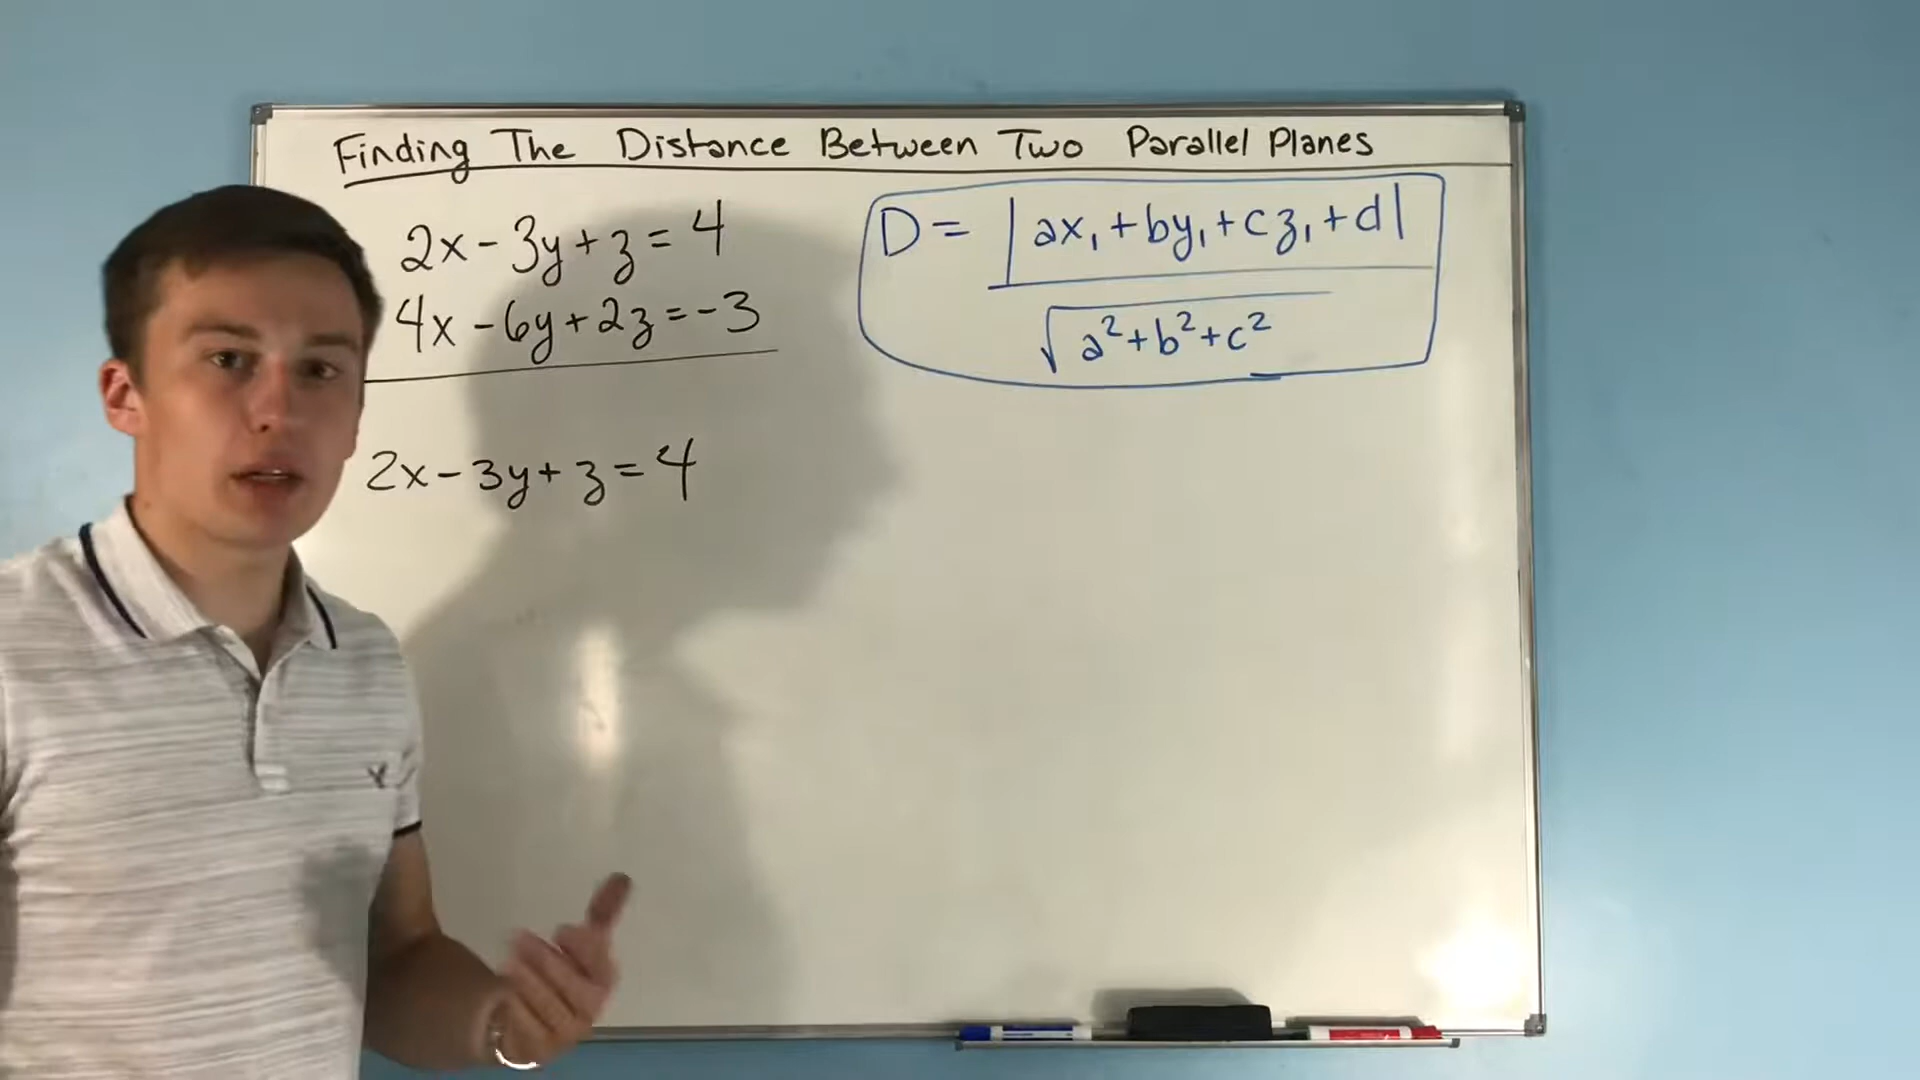 Finding The Distance Between Two Parallel Planes
2x - 3y + z = 4
4x - 6y + 2z = -3
D = |ax₁ + by₁ + cz₁ + d|
√a² + b² + c²
2x - 3y + z = 4